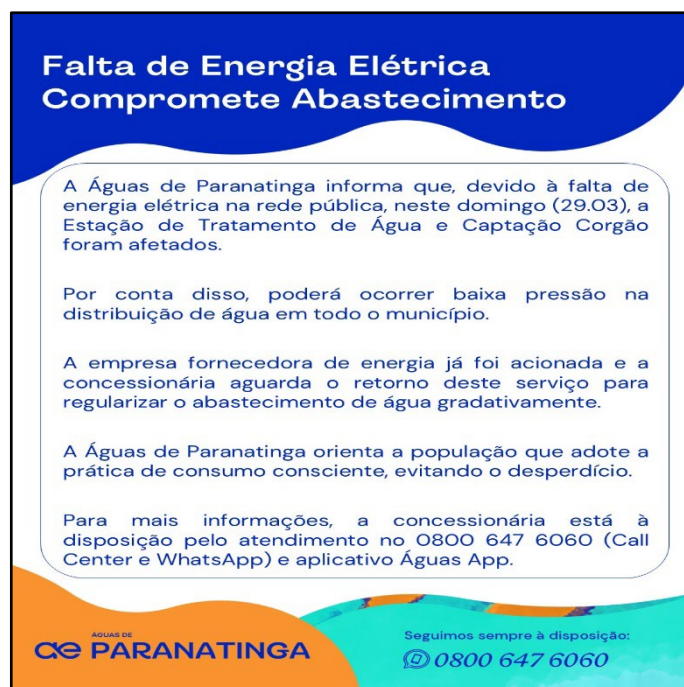 Falta de Energia Elétrica
Compromete Abastecimento
A Águas de Paranatinga informa que, devido à falta de
energia elétrica na rede pública, neste domingo (29.03), a
Estação de Tratamento de Água e Captação Corgão
foram afetados.
Por conta disso, poderá ocorrer baixa pressão na
distribuição de água em todo o município.
A empresa fornecedora de energia já foi acionada e a
concessionária aguarda o retorno deste serviço para
regularizar o abastecimento de água gradativamente.
A Águas de Paranatinga orienta a população que adote a
prática de consumo consciente, evitando o desperdício.
Para mais informações, a concessionária está à
disposição pelo atendimento no 0800 647 6060 (Call
Center e WhatsApp) e aplicativo Águas App.
ÁGUAS DE
ae PARANATINGA
Seguimos sempre à disposição:
0800 647 6060